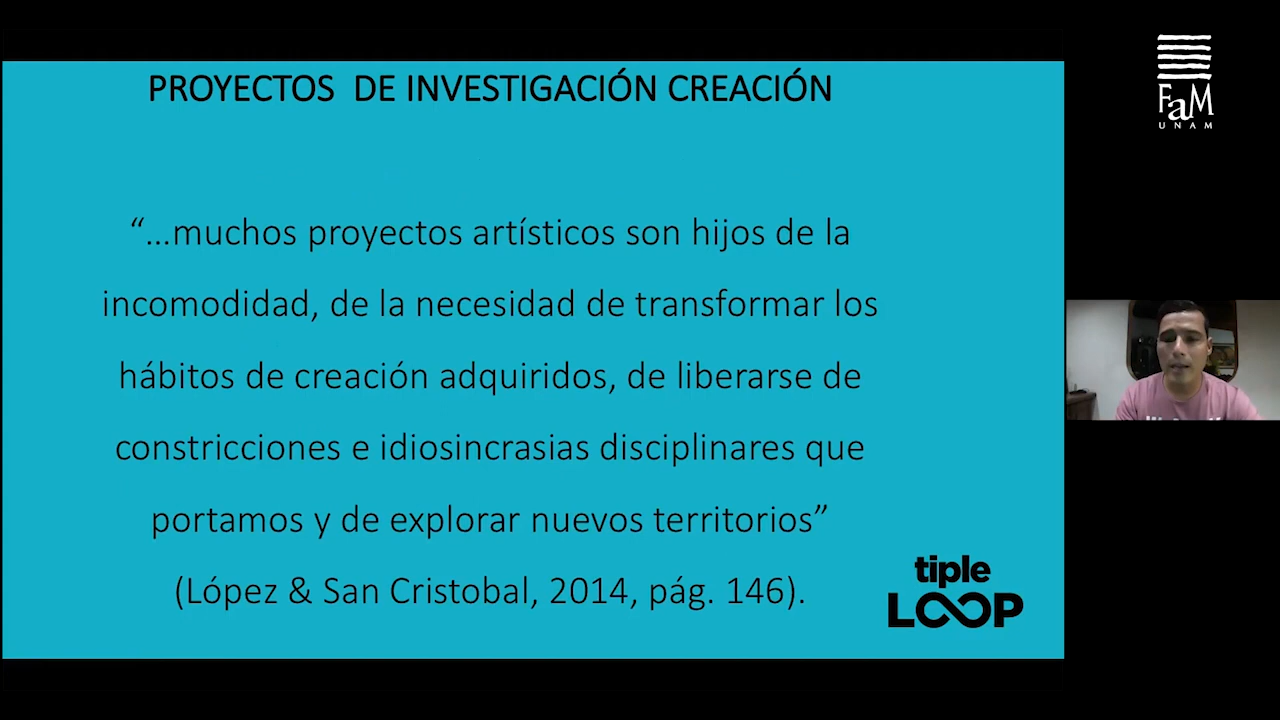 PROYECTOS DE INVESTIGACIÓN CREACIÓN
“...muchos proyectos artísticos son hijos de la
incomodidad, de la necesidad de transformar los
hábitos de creación adquiridos, de liberarse de
constricciones e idiosincrasias disciplinares que
portamos y de explorar nuevos territorios”
(López & San Cristobal, 2014, pág. 146).
tiple
LOOP
FaM
UNAM